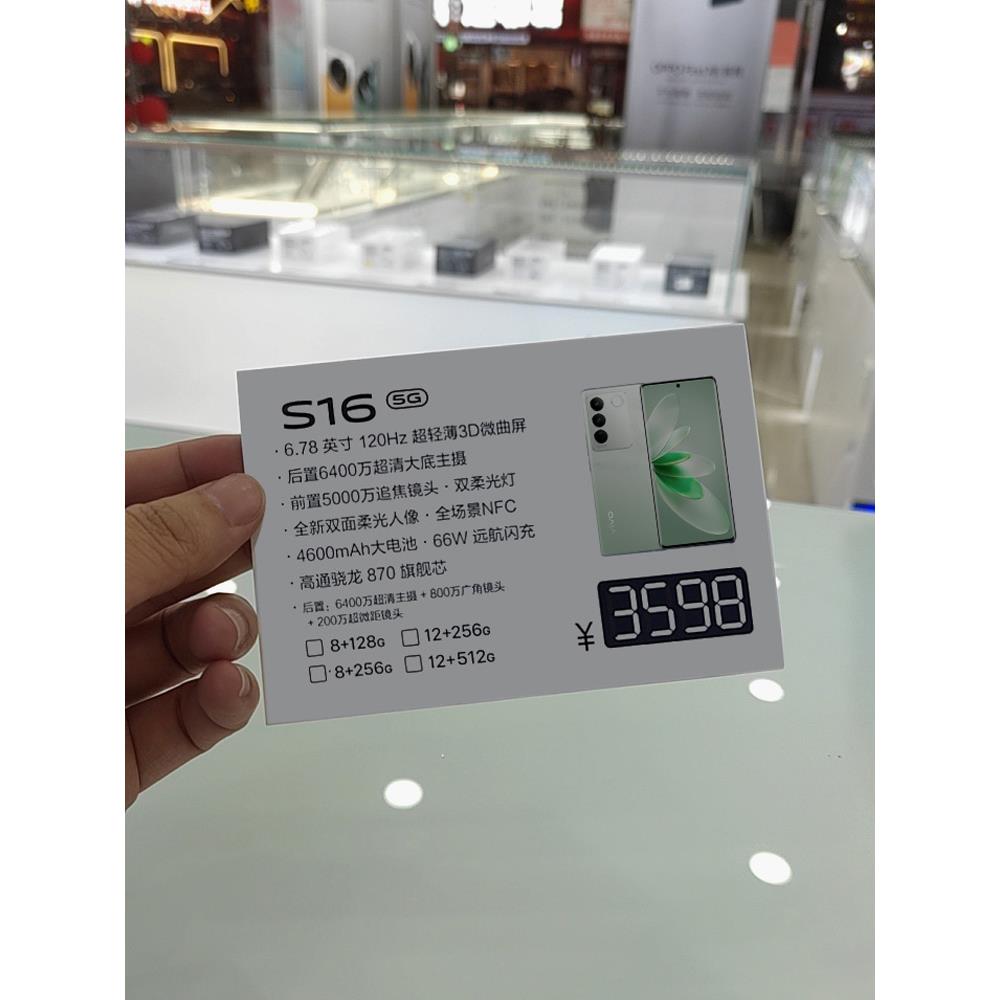 S16 5G
· 6.78 英寸 120Hz 超轻薄3D微曲屏
· 后置6400万超清大底主摄
· 前置5000万追焦镜头 · 双柔光灯
· 全新双面柔光人像 · 全场景NFC
· 4600mAh大电池 · 66W 远航闪充
· 高通骁龙 870 旗舰芯
· 后置：6400万超清主摄 + 800万广角镜头
+ 200万超微距镜头
8+128G 12+256G
8+256G 12+512G
vivo
¥ 3598